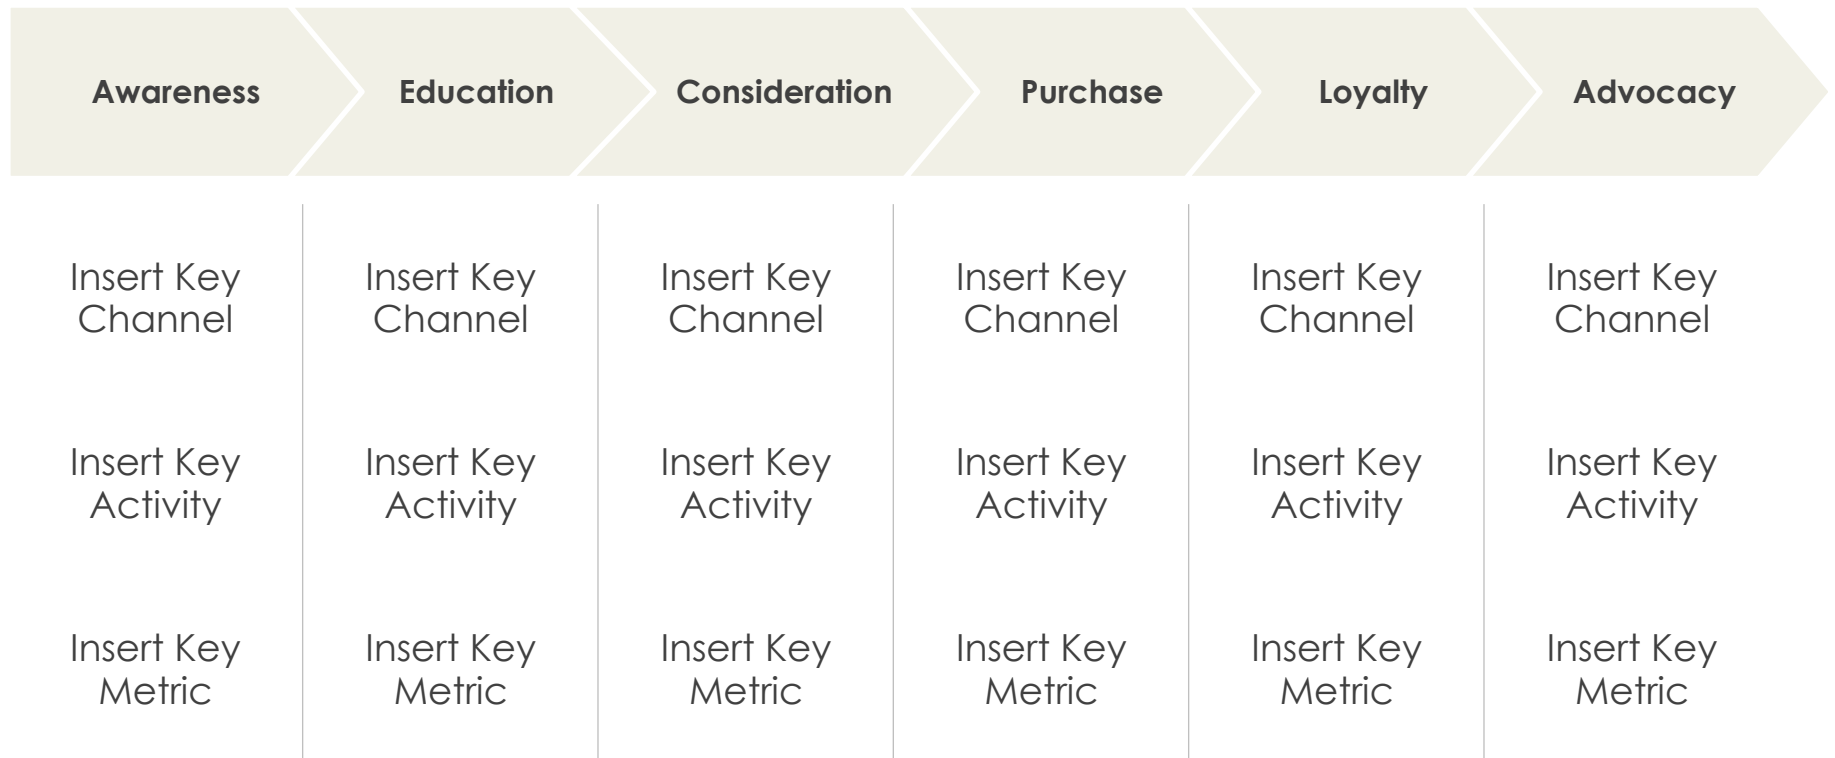 Awareness
Education
Consideration
Purchase
Loyalty
Advocacy
Insert Key
Channel
Insert Key
Channel
Insert Key
Channel
Insert Key
Channel
Insert Key
Channel
Insert Key
Channel
Insert Key
Activity
Insert Key
Activity
Insert Key
Activity
Insert Key
Activity
Insert Key
Activity
Insert Key
Activity
Insert Key
Metric
Insert Key
Metric
Insert Key
Metric
Insert Key
Metric
Insert Key
Metric
Insert Key
Metric